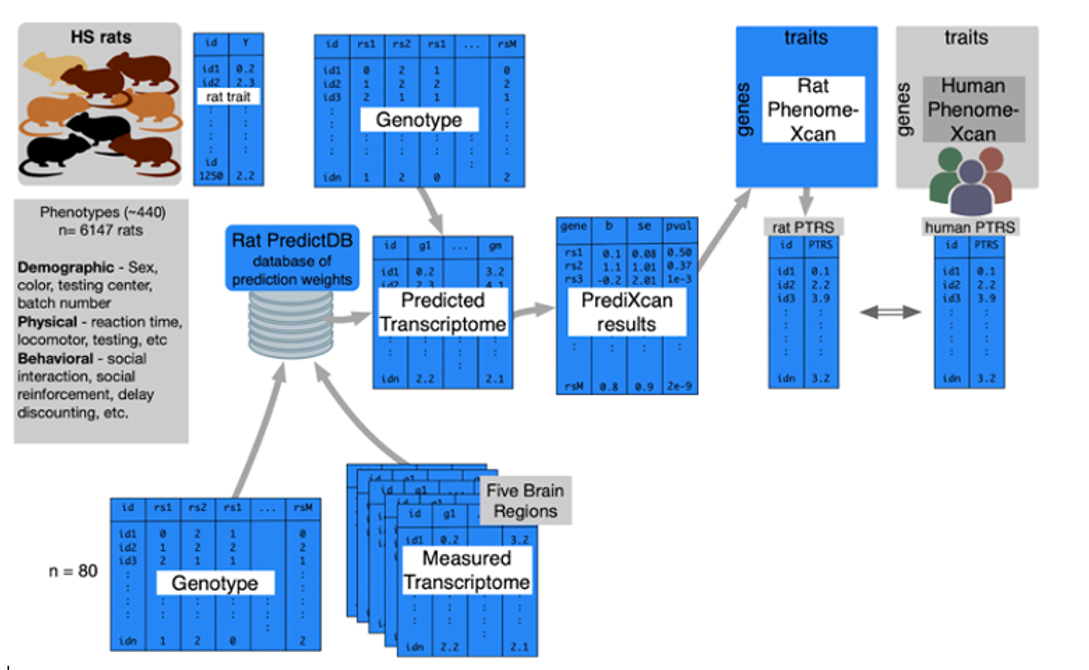 HS rats
id Y
id1 0.2
id2 2.3
rat trait
: :
: :
: :
: :
id
1250 2.2
id rs1 rs2 rs1 ... rsM
id1 0 2 1 0
id2 1 2 2 2
id3 2 1 1 1
Genotype
: : : : :
: : : : :
:
idn 1 2 0 2
traits
genes
Rat
Phenome-
Xcan
traits
genes
Human
Phenome-
Xcan
Phenotypes (~440)
n= 6147 rats
Demographic - Sex,
color, testing center,
batch number
Physical - reaction time,
locomotor, testing, etc
Behavioral - social
interaction, social
reinforcement, delay
discounting, etc.
Rat PredictDB
database of
prediction weights
id g1 ... gm
id1 0.2 3.2
id2 2.3 4.1
Predicted
Transcriptome
: : :
: : :
:
idn 2.2 2.1
gene b se pval
rs1 0.1 0.08 0.50
rs2 1.1 1.01 0.37
rs3 -0.2 2.01 1e-3
PrediXcan
results
: : : :
rsM 0.8 0.9 2e-9
rat PTRS
id PTRS
id1 0.1
id2 2.2
id3 3.9
: :
: :
: :
: :
idn 3.2
human PTRS
id PTRS
id1 0.1
id2 2.2
id3 3.9
: :
: :
: :
: :
idn 3.2
n = 80
id rs1 rs2 rs1 ... rsM
id1 0 2 1 0
id2 1 2 2 2
id3 2 1 1 1
Genotype
: : : : :
: : : : :
:
idn 1 2 0 2
Five Brain
Regions
id g1
id1 0.2 3.2
Measured
Transcriptome
: : :
: : :
:
idn 2.2 2.1